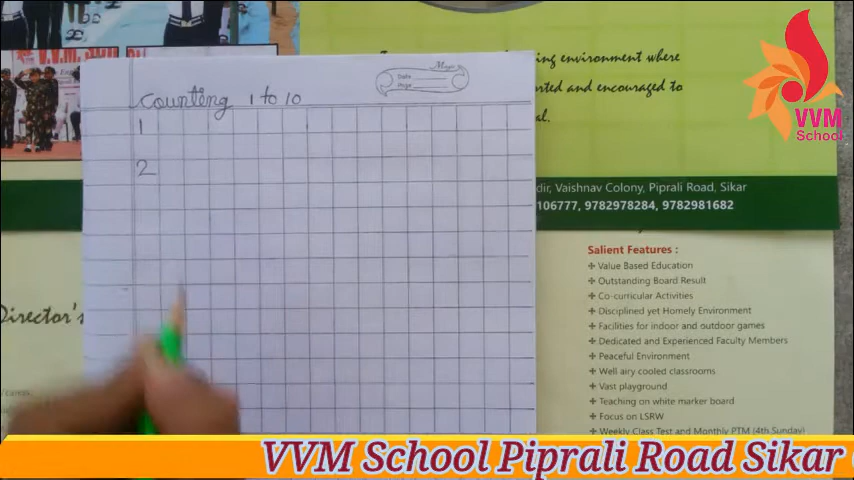 V.V.M.
ing environment where
orted and encouraged to
al.
VVM
School
Date
Page
Counting 1 to 10
1
2
dir, Vaishnav Colony, Piprali Road, Sikar
106777, 9782978284, 9782981682
Director's
Salient Features :
Value Based Education
Outstanding Board Result
Co-curricular Activities
Disciplined yet Homely Environment
Facilities for indoor and outdoor games
Dedicated and Experienced Faculty Members
Peaceful Environment
Well airy cooled classrooms
Vast playground
Teaching on white marker board
Focus on LSRW
Weekly Class Test and Monthly PTM (4th Sunday)
VVM School Piprali Road Sikar